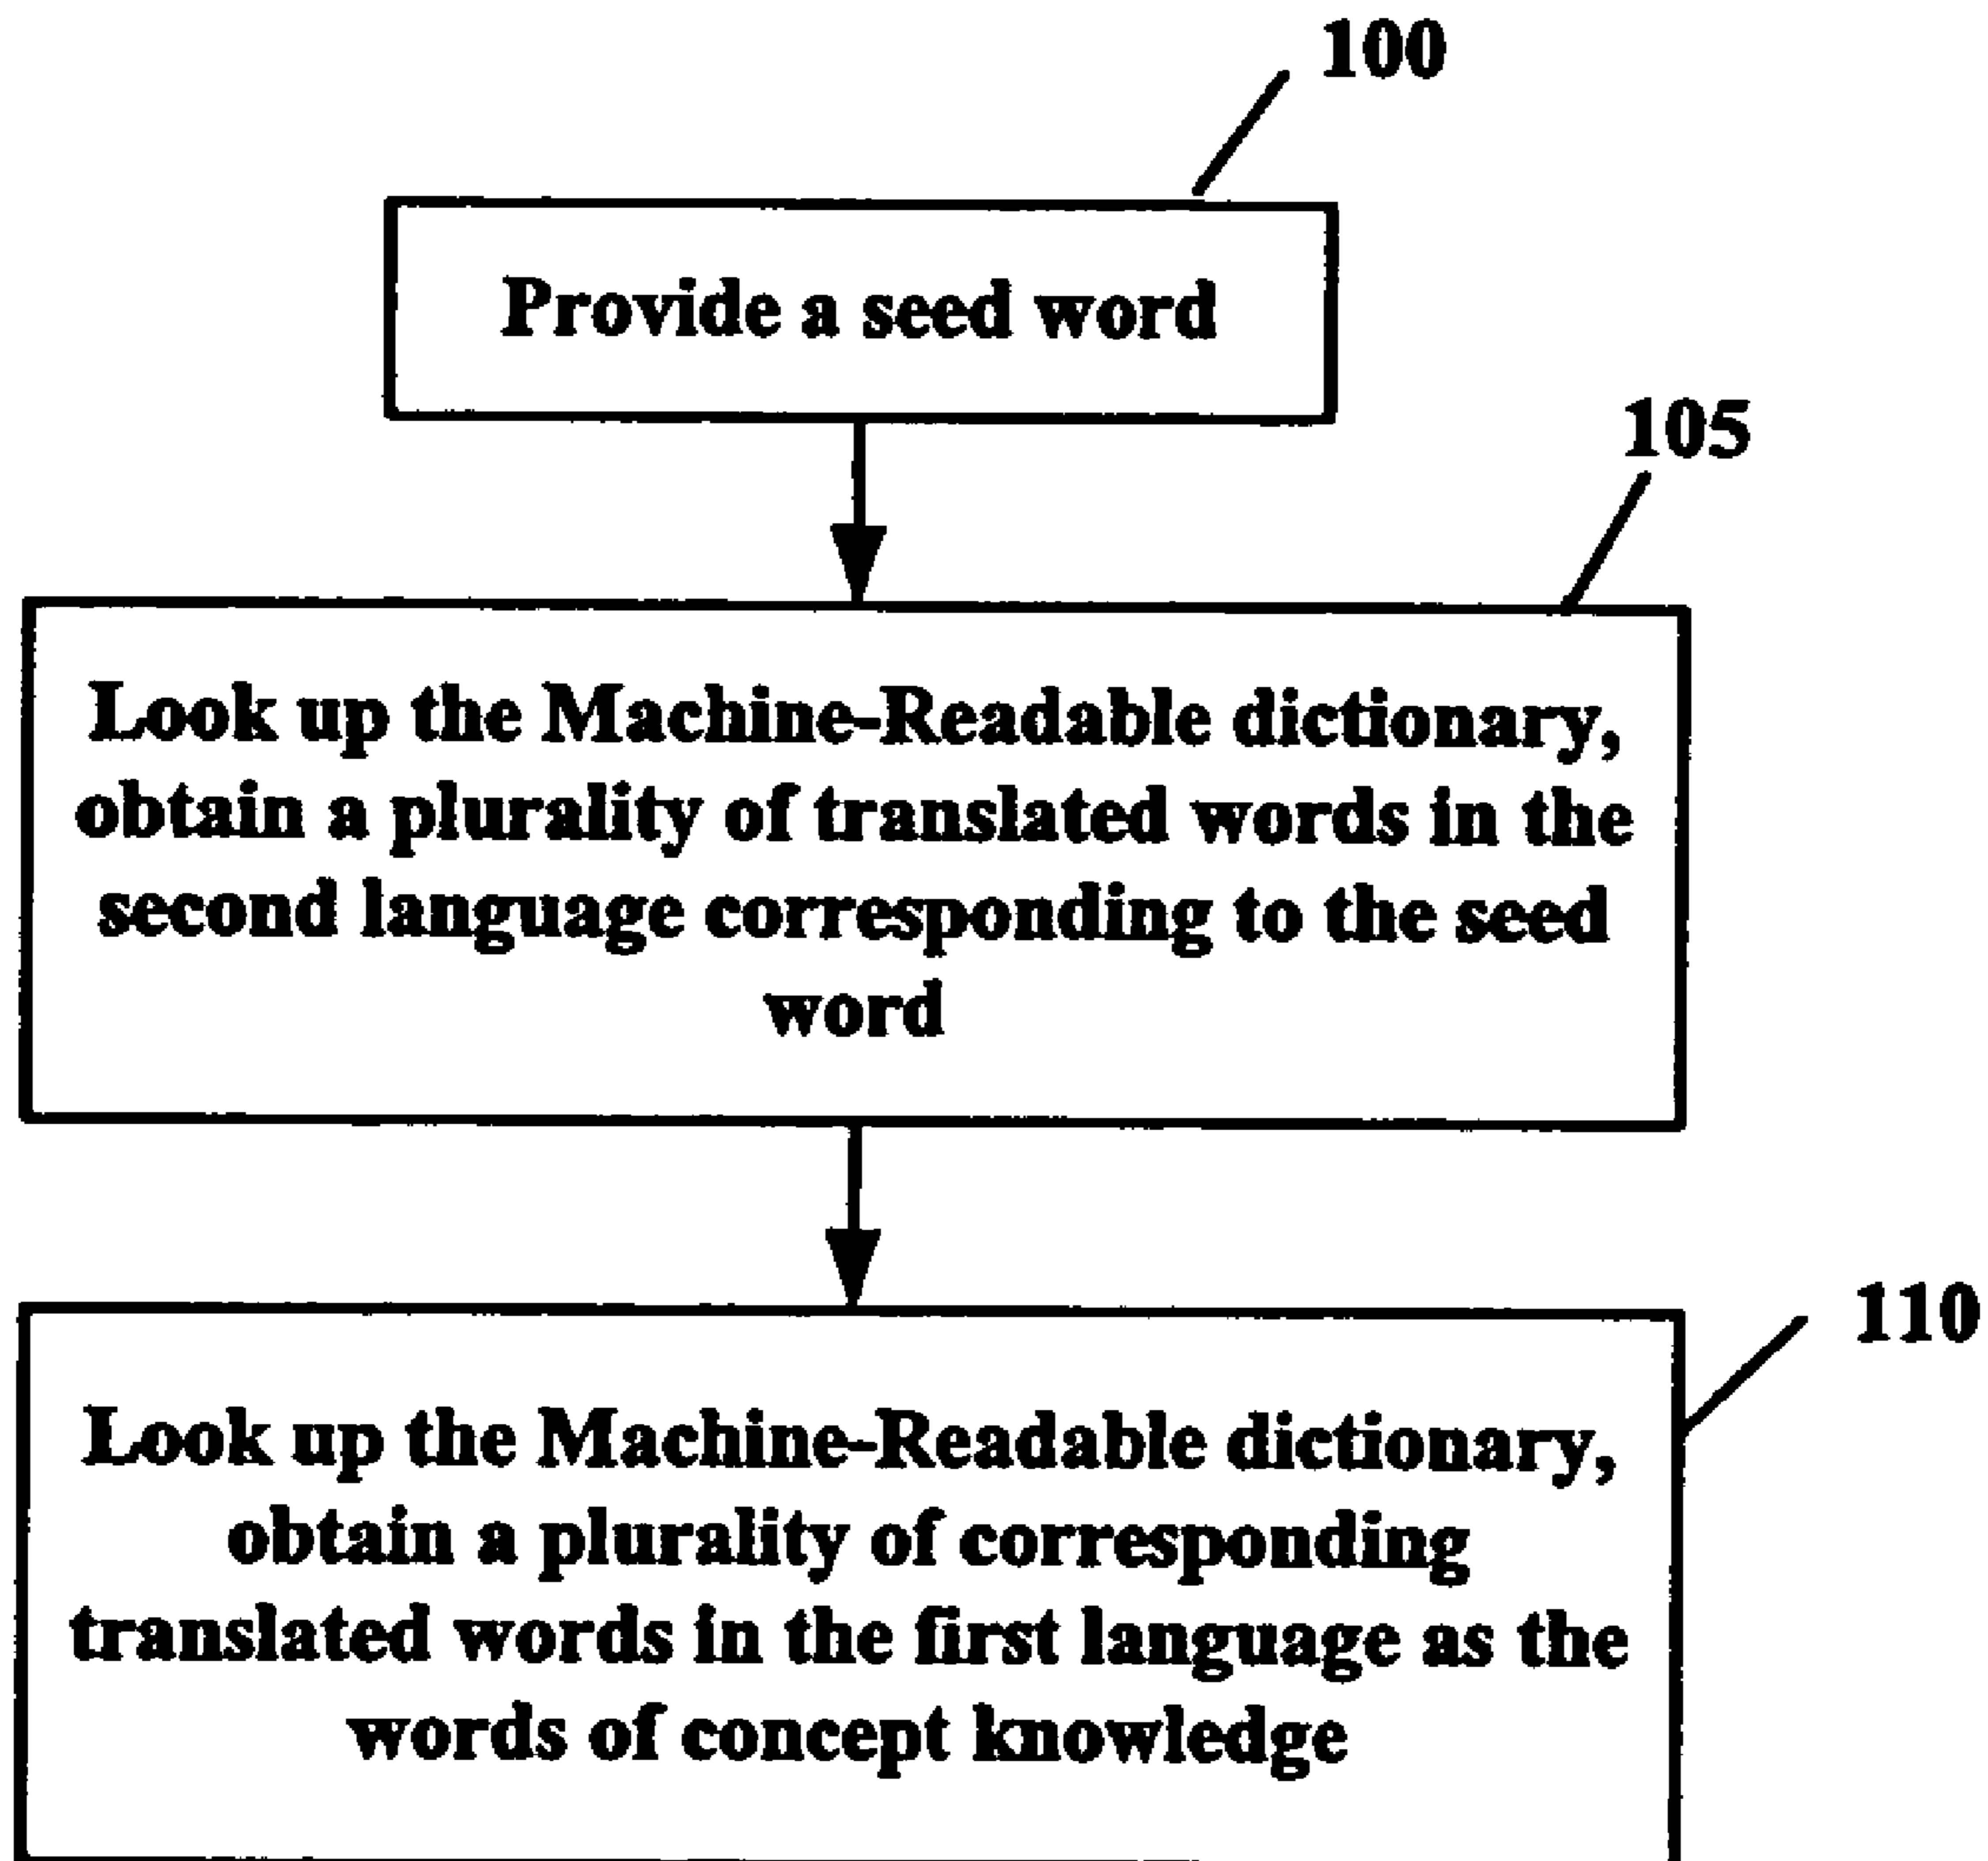 100
Provide a seed word
105
Look up the Machine-Readable dictionary,
obtain a plurality of translated words in the
second language corresponding to the seed
word
110
Look up the Machine-Readable dictionary,
obtain a plurality of corresponding
translated words in the first language as the
words of concept knowledge